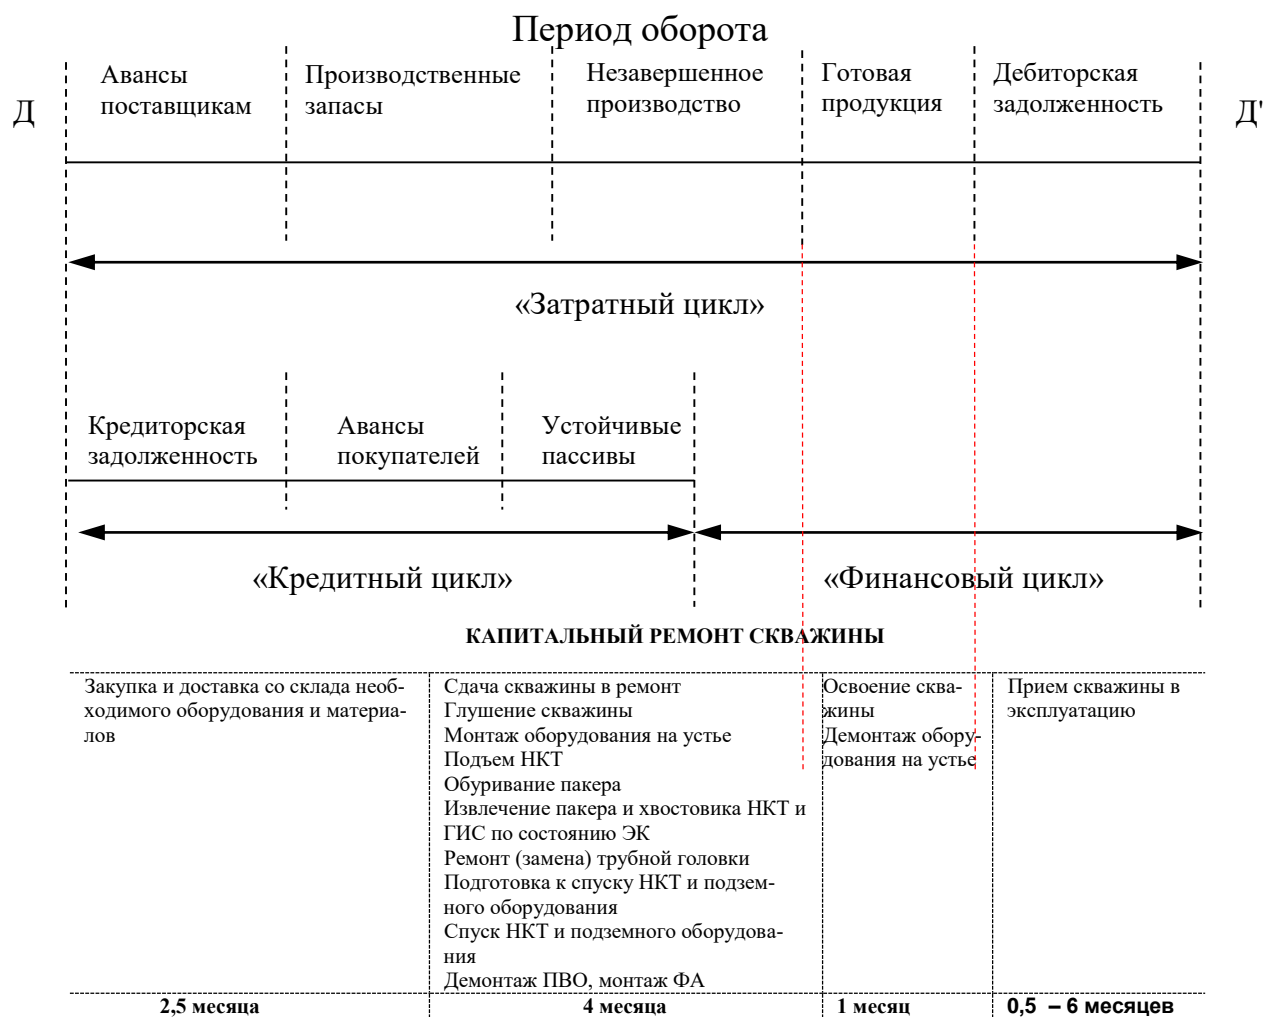 Период оборота
Д
Авансы
поставщикам
Производственные
запасы
Незавершенное
производство
Готовая
продукция
Дебиторская
задолженность
Д'
«Затратный цикл»
Кредиторская
задолженность
Авансы
покупателей
Устойчивые
пассивы
«Кредитный цикл»
«Финансовый цикл»
КАПИТАЛЬНЫЙ РЕМОНТ СКВАЖИНЫ
Закупка и доставка со склада необ-
ходимого оборудования и материа-
лов
Сдача скважины в ремонт
Глушение скважины
Монтаж оборудования на устье
Подъем НКТ
Обуривание пакера
Извлечение пакера и хвостовика НКТ и
ГИС по состоянию ЭК
Ремонт (замена) трубной головки
Подготовка к спуску НКТ и подзем-
ного оборудования
Спуск НКТ и подземного оборудова-
ния
Демонтаж ПВО, монтаж ФА
Освоение сква-
жины
Демонтаж обору-
дования на устье
Прием скважины в
эксплуатацию
2,5 месяца
4 месяца
1 месяц
0,5 – 6 месяцев